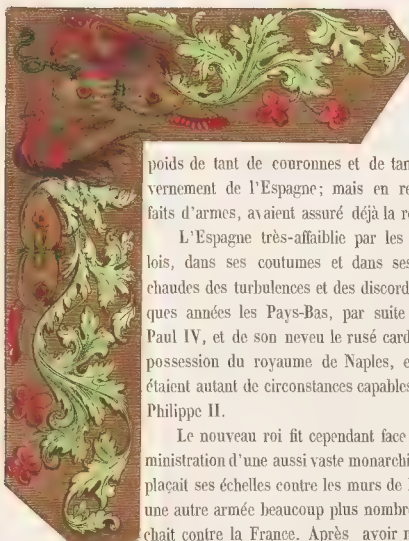 poids de tant de couronnes et de tan
vernement de l'Espagne; mais en re
faits d'armes, avaient assuré déjà la re
L'Espagne très-affaiblie par les
lois, dans ses coutumes et dans ses
chaudes des turbulences et des discord
ques années les Pays-Bas, par suite
Paul IV, et de son neveu le rusé card
possession du royaume de Naples, e
étaient autant de circonstances capables
Philippe II.
Le nouveau roi fit cependant face
ministration d'une aussi vaste monarchi
plaçait ses échelles contre les murs de
une autre armée beaucoup plus nombre
chait contre la France. Après avoir